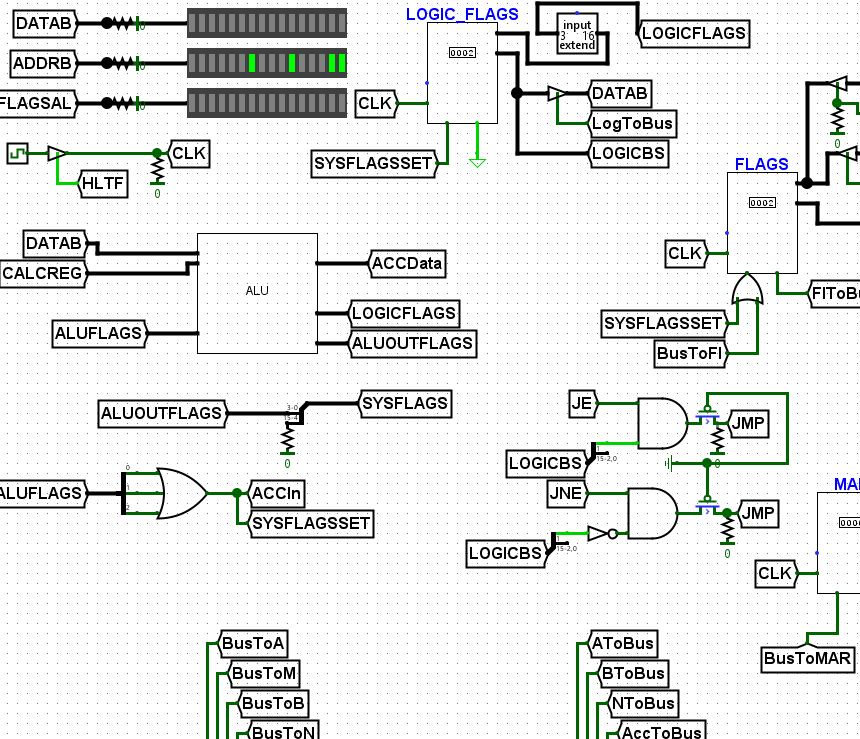 DATAB
ADDRB
FLAGSAL
CLK
HLTF
0
LOGIC_FLAGS
0002
CLK
SYSFLAGSSET
input
3 16
extend
LOGICFLAGS
DATAB
LogToBus
LOGICBS
0
FLAGS
0002
CLK
SYSFLAGSSET
BusToFl
FlToBu
DATAB
CALCREG
ALUFLAGS
ALU
ACCData
LOGICFLAGS
ALUOUTFLAGS
ALUOUTFLAGS
SYSFLAGS
0
ALUFLAGS
0
1
2
ACCIn
SYSFLAGSSET
JE
LOGICBS
15-2,0
JMP
0
JNE
LOGICBS
15-2,0
JMP
0
MA
000
CLK
BusToMAR
BusToA
BusToM
BusToB
BusToN
AToBus
BToBus
NToBus
AccToBus